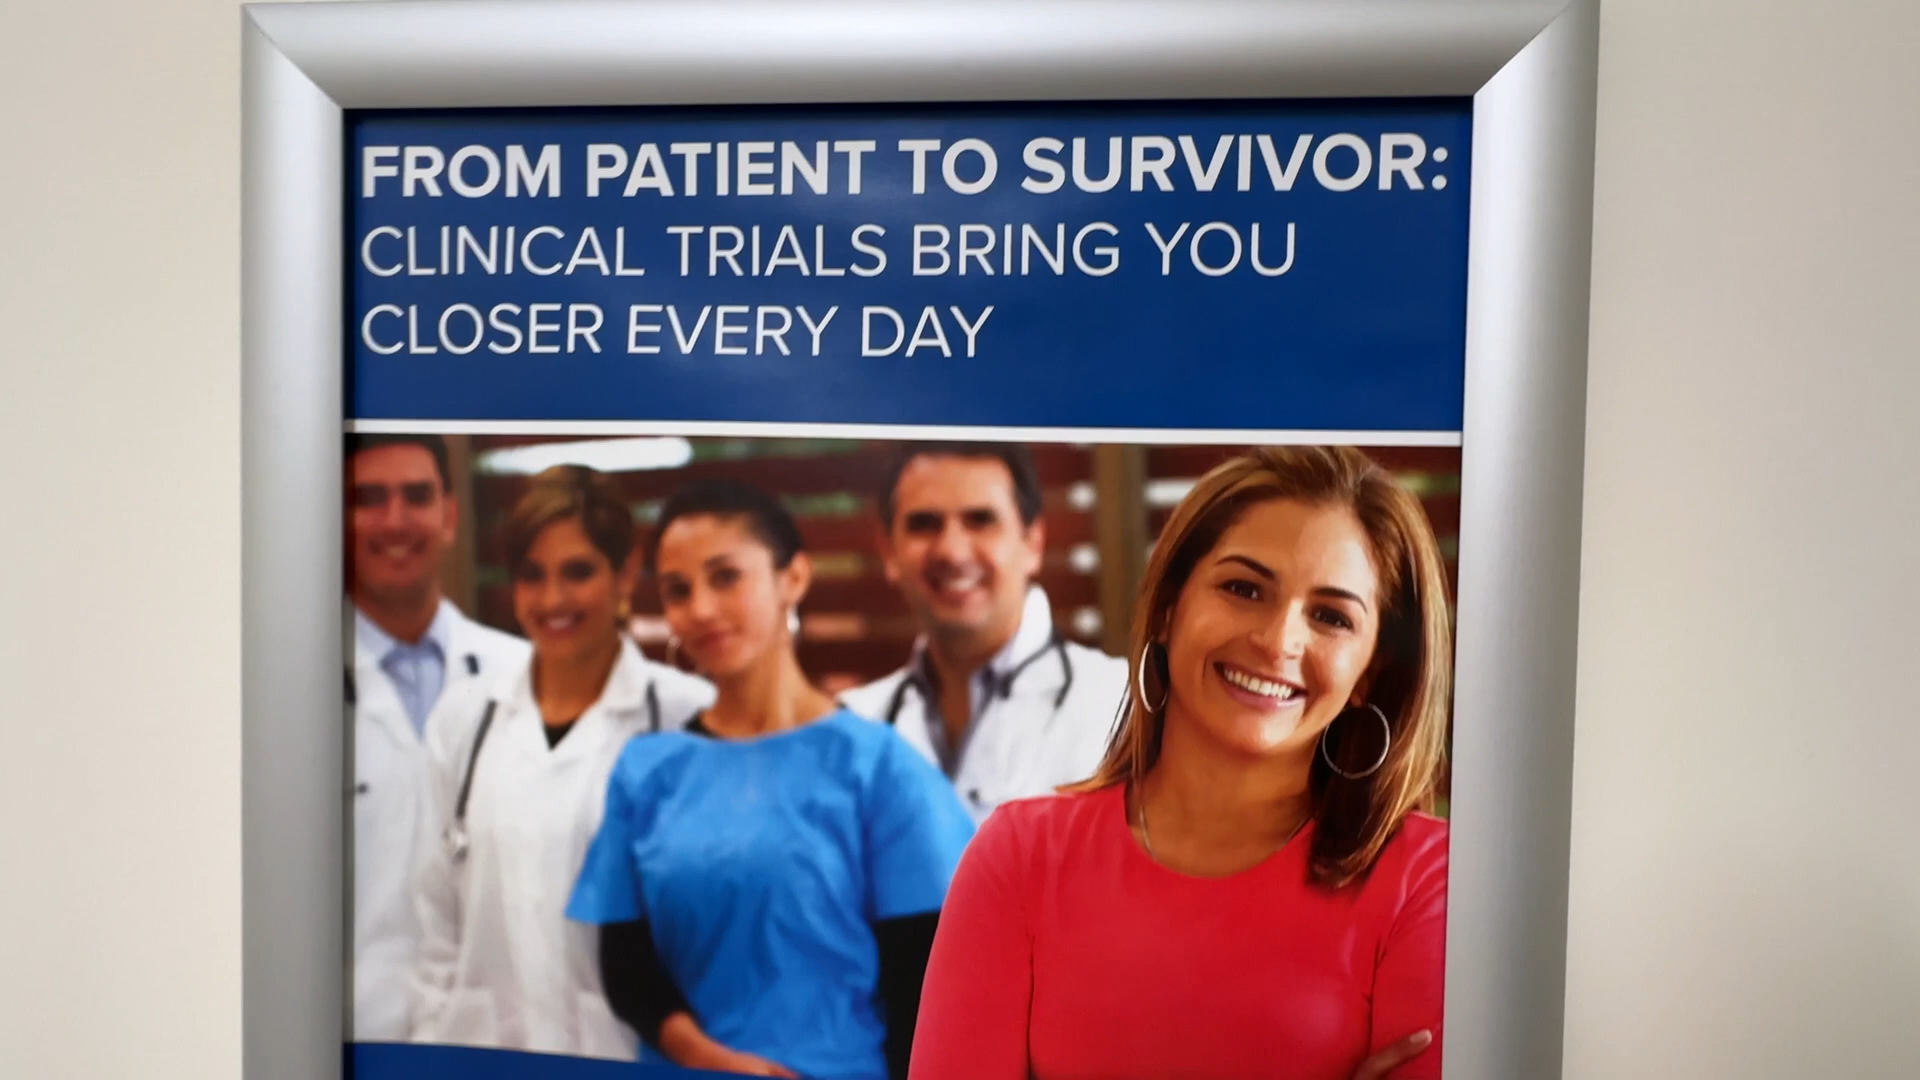 FROM PATIENT TO SURVIVOR:
CLINICAL TRIALS BRING YOU
CLOSER EVERY DAY